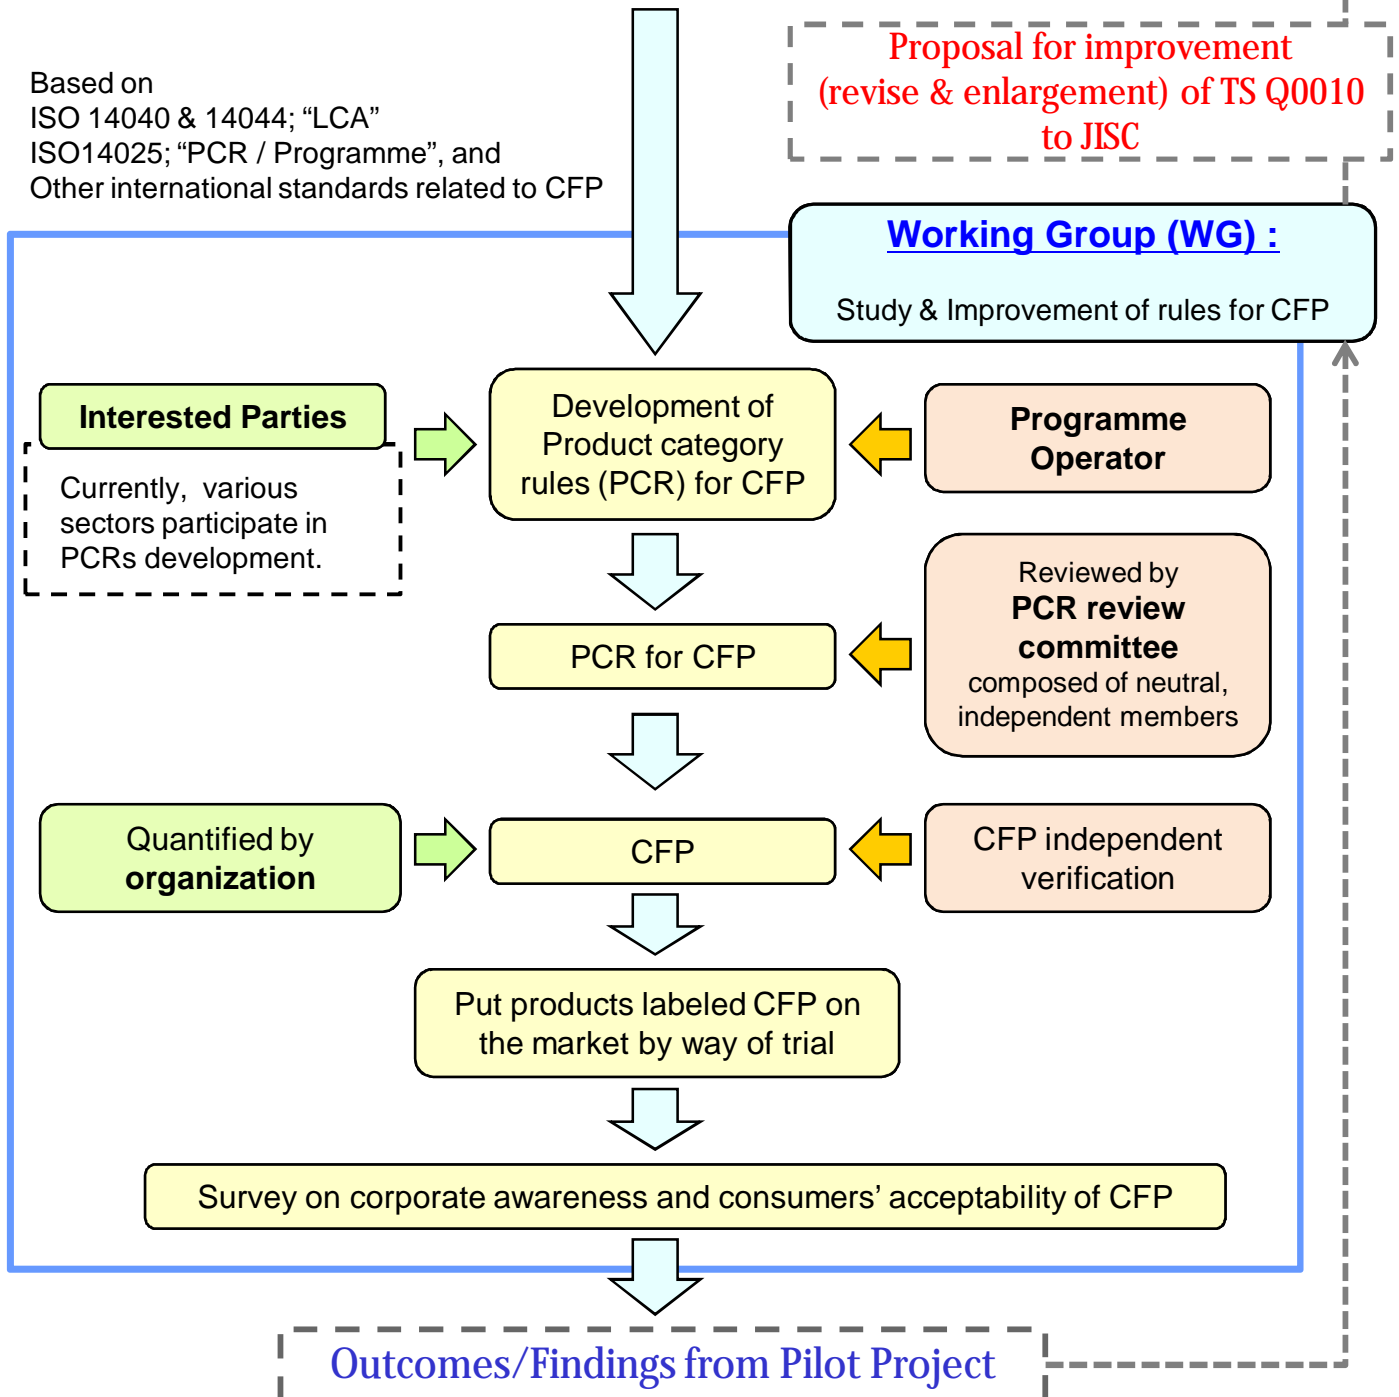 Proposal for improvement
(revise & enlargement) of TS Q0010
to JISC
Based on
ISO 14040 & 14044; “LCA”
ISO14025; “PCR / Programme”, and
Other international standards related to CFP
Working Group (WG) :
Study & Improvement of rules for CFP
Interested Parties
Currently,  various
sectors participate in
PCRs development.
Development of
Product category
rules (PCR) for CFP
Programme
Operator
PCR for CFP
Reviewed by
PCR review
committee
composed of neutral,
independent members
Quantified by
organization
CFP
CFP independent
verification
Put products labeled CFP on
the market by way of trial
Survey on corporate awareness and consumers’ acceptability of CFP
Outcomes/Findings from Pilot Project